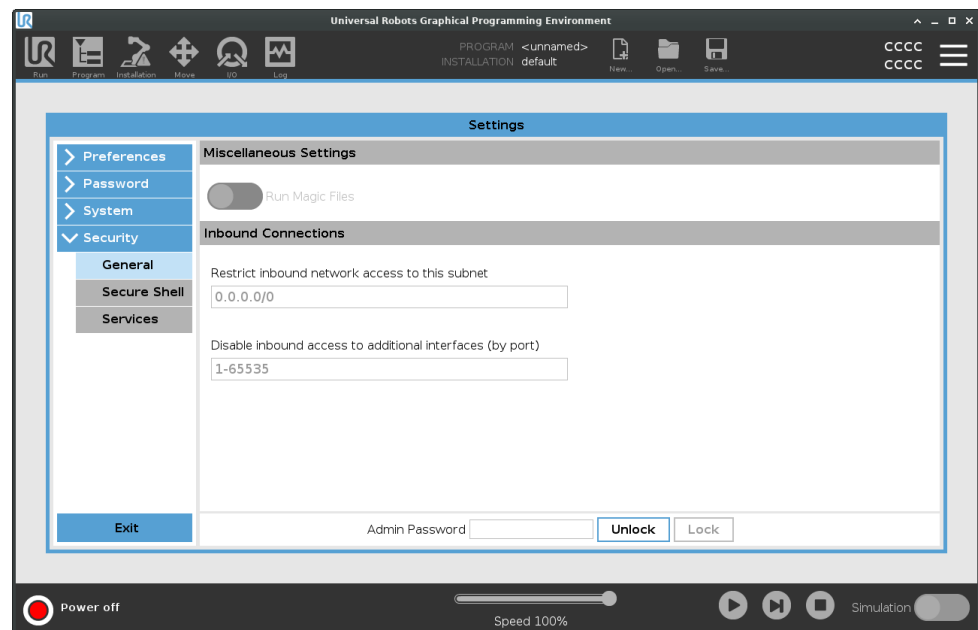 UR
Universal Robots Graphical Programming Environment
UR
Run
Program
Installation
Move
I/O
Log
PROGRAM <unnamed>
INSTALLATION default
New...
Open...
Save...
CCCC
CCCC
Settings
Preferences
Password
System
Security
General
Secure Shell
Services
Exit
Miscellaneous Settings
Run Magic Files
Inbound Connections
Restrict inbound network access to this subnet
0.0.0.0/0
Disable inbound access to additional interfaces (by port)
1-65535
Admin Password
Unlock
Lock
Power off
Speed 100%
Simulation